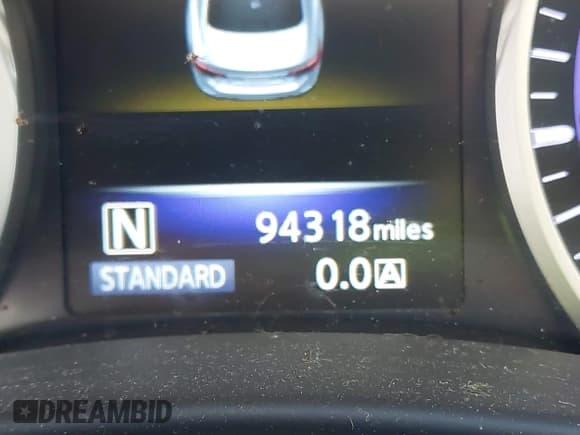 N 94318 miles
STANDARD 0.0 A
DREAMBID